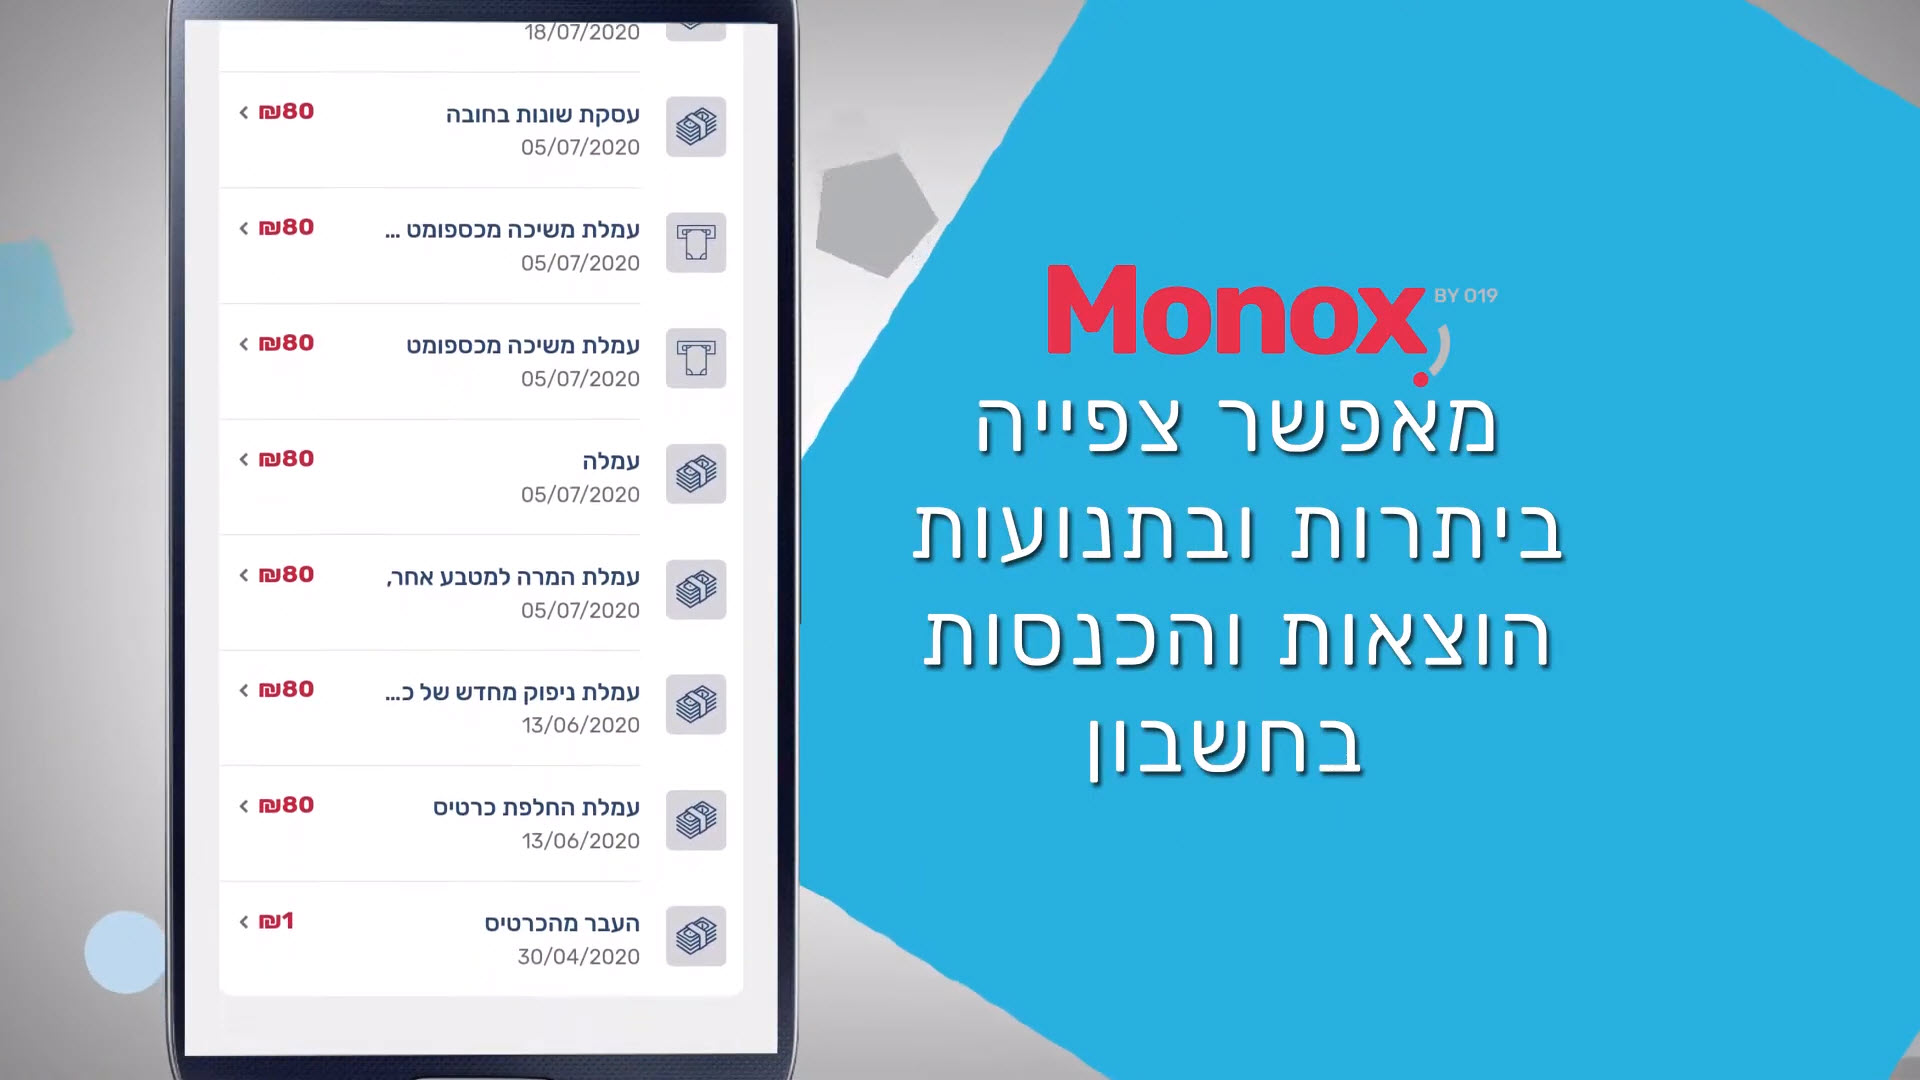 18/07/2020
עסקת שונות בחובה
₪80
05/07/2020
עמלת משיכה מכספומט ...
₪80
05/07/2020
עמלת משיכה מכספומט
₪80
05/07/2020
עמלה
₪80
05/07/2020
עמלת המרה למטבע אחר,
₪80
05/07/2020
עמלת ניפוק מחדש של כ...
₪80
13/06/2020
עמלת החלפת כרטיס
₪80
13/06/2020
העבר מהכרטיס
₪1
30/04/2020
Monox BY 019
מאפשר צפייה
ביתרות ובתנועות
הוצאות והכנסות
בחשבון